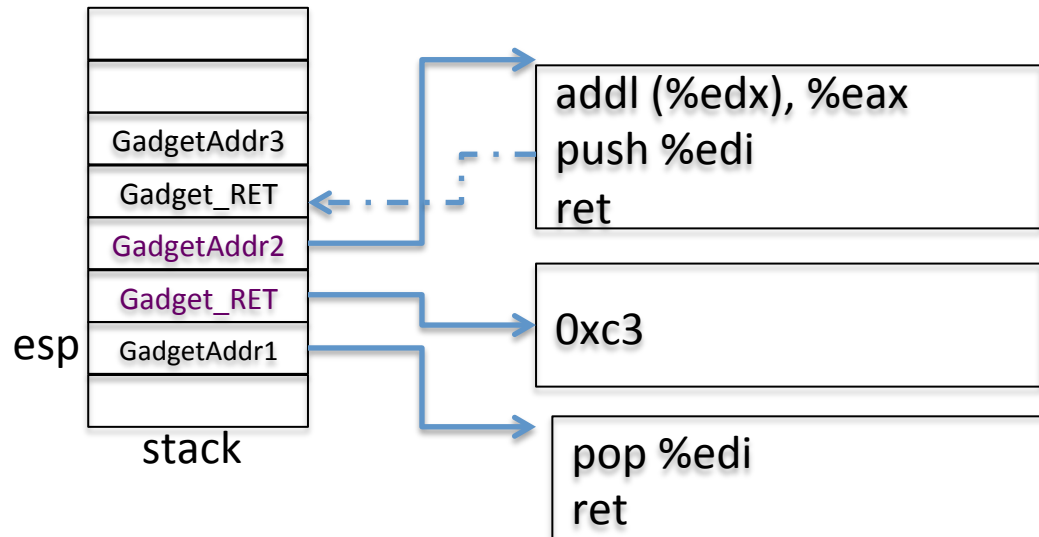 GadgetAddr3
Gadget_RET
GadgetAddr2
Gadget_RET
esp
GadgetAddr1
stack
addl (%edx), %eax
push %edi
ret
0xc3
pop %edi
ret